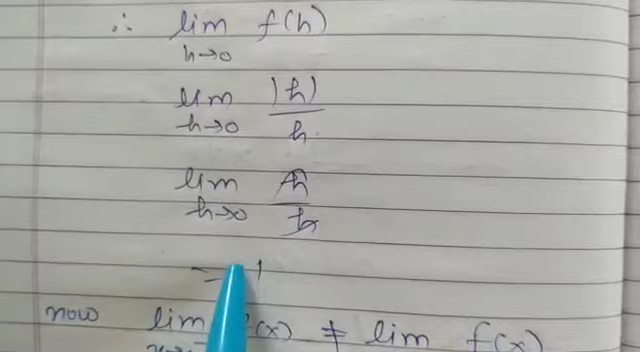 ∴ lim f(h)
h→0
lim |h|
h→0 h
lim h
h→0 h
= 1
now lim f(x) ≠ lim f(x)